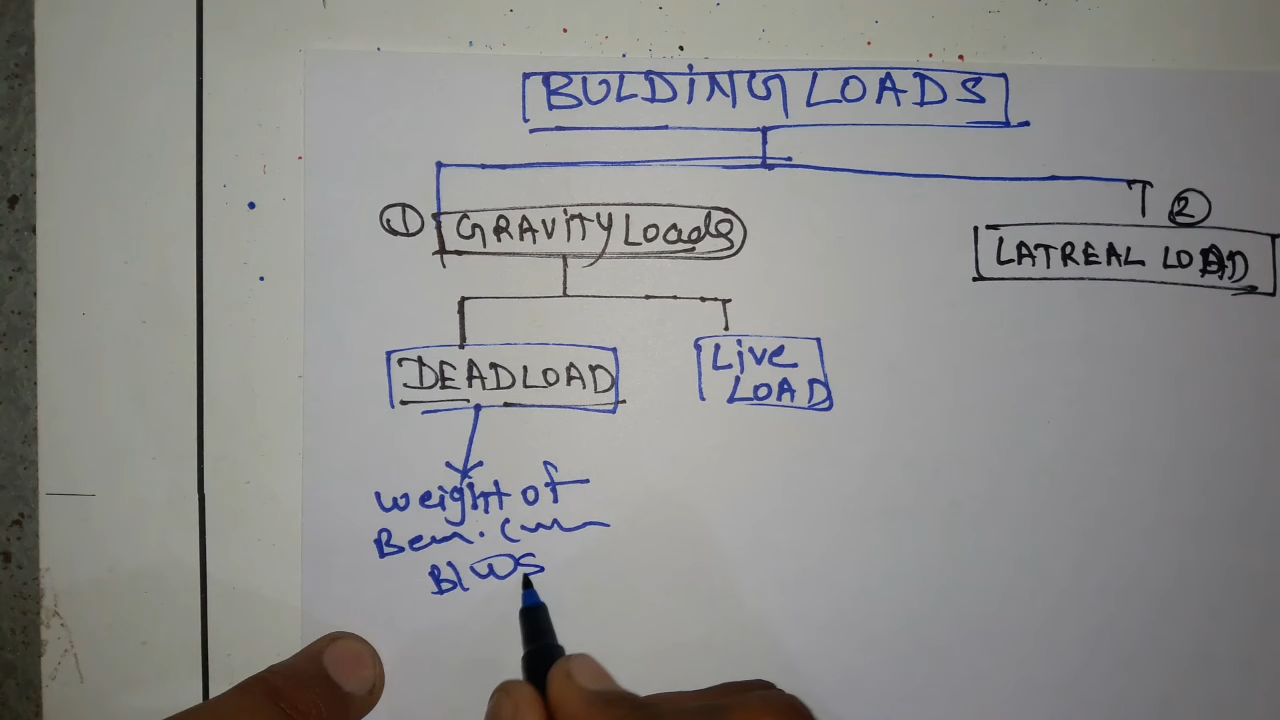 BULDiNG LOADS
1 GRAViTY Loads
2
LATREAL LOAD
DEADLOAD
Live
LOAD
weight of